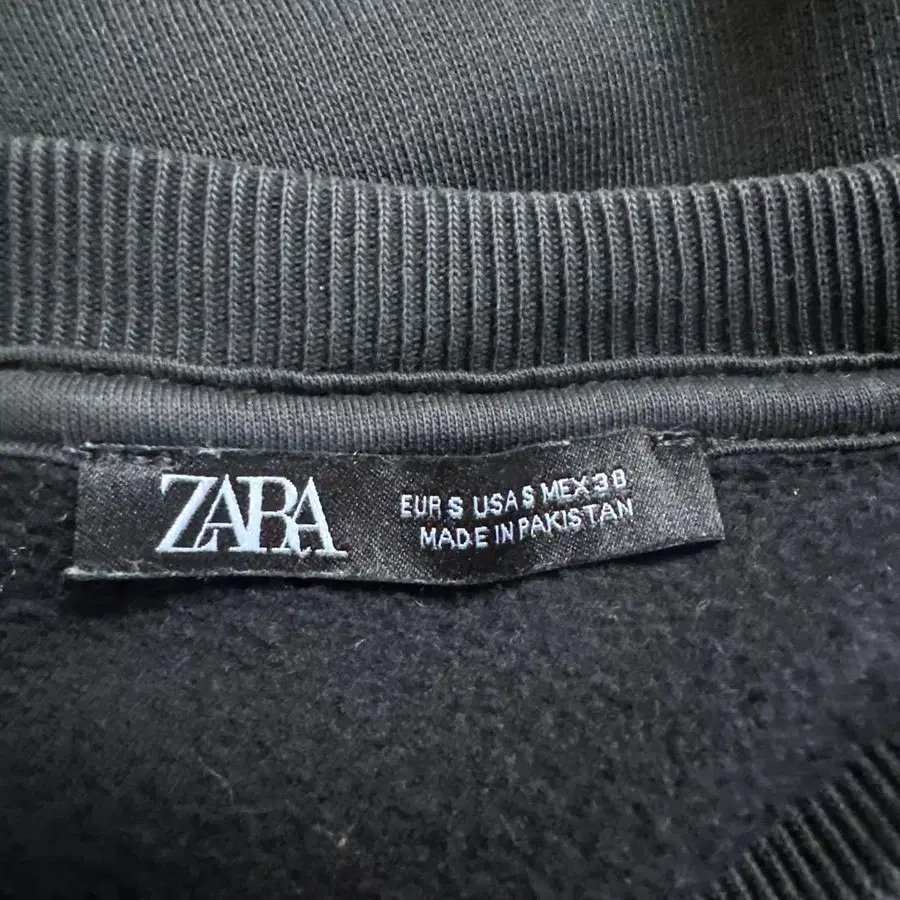 ZARA
EUR S USA S MEX 38
MADE IN PAKISTAN